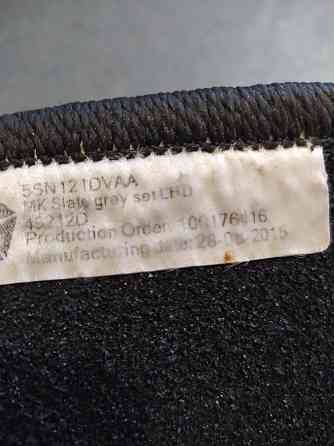 5SN121DVAA
MK Slate grey set LHD
45212D
Production Order:
Manufacturing date: